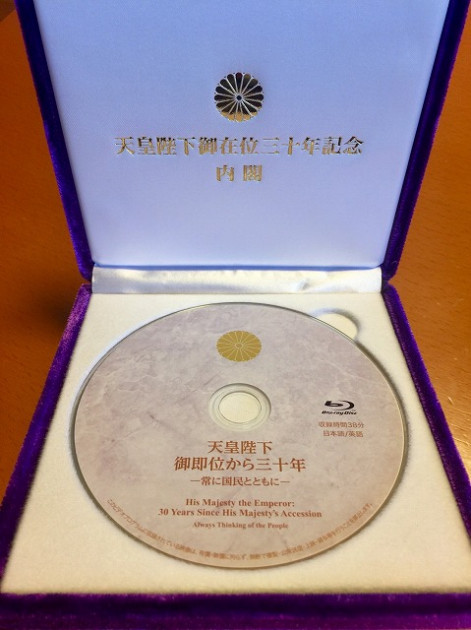 天皇陛下御在位三十年記念
内閣
Blu-ray Disc
収録時間38分
日本語/英語
天皇陛下
御即位から三十年
―常に国民とともに―
His Majesty the Emperor:
30 Years Since His Majesty's Accession
Always Thinking of the People